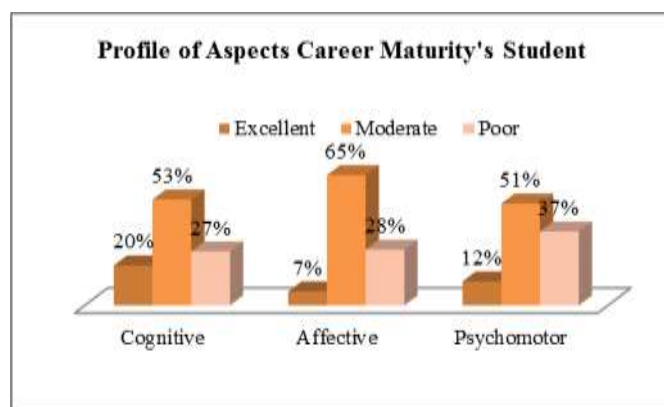 Profile of Aspects Career Maturity's Student
Excellent Moderate Poor
20% 53% 27% 7% 65% 28% 12% 51% 37%
Cognitive Affective Psychomotor